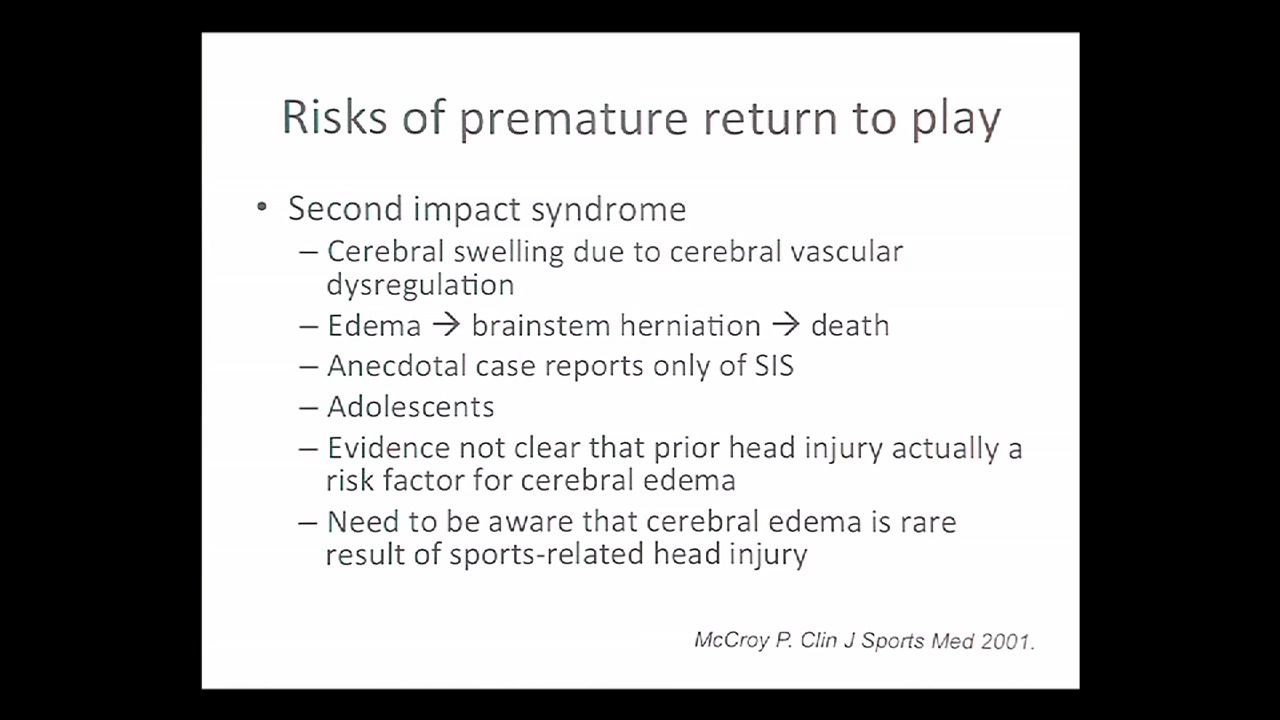 Risks of premature return to play
• Second impact syndrome
– Cerebral swelling due to cerebral vascular
dysregulation
– Edema → brainstem herniation → death
– Anecdotal case reports only of SIS
– Adolescents
– Evidence not clear that prior head injury actually a
risk factor for cerebral edema
– Need to be aware that cerebral edema is rare
result of sports-related head injury
McCroy P. Clin J Sports Med 2001.